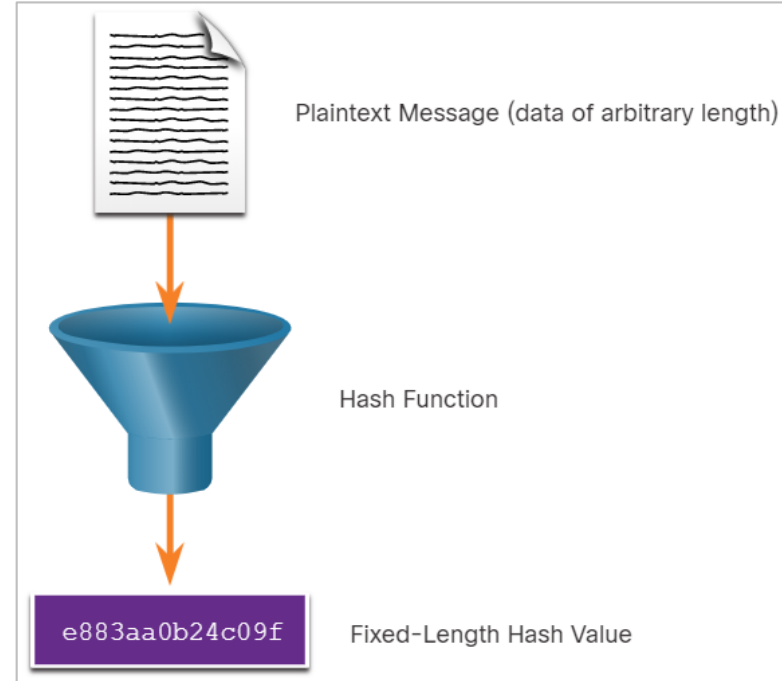 Plaintext Message (data of arbitrary length)
Hash Function
e883aa0b24c09f
Fixed-Length Hash Value